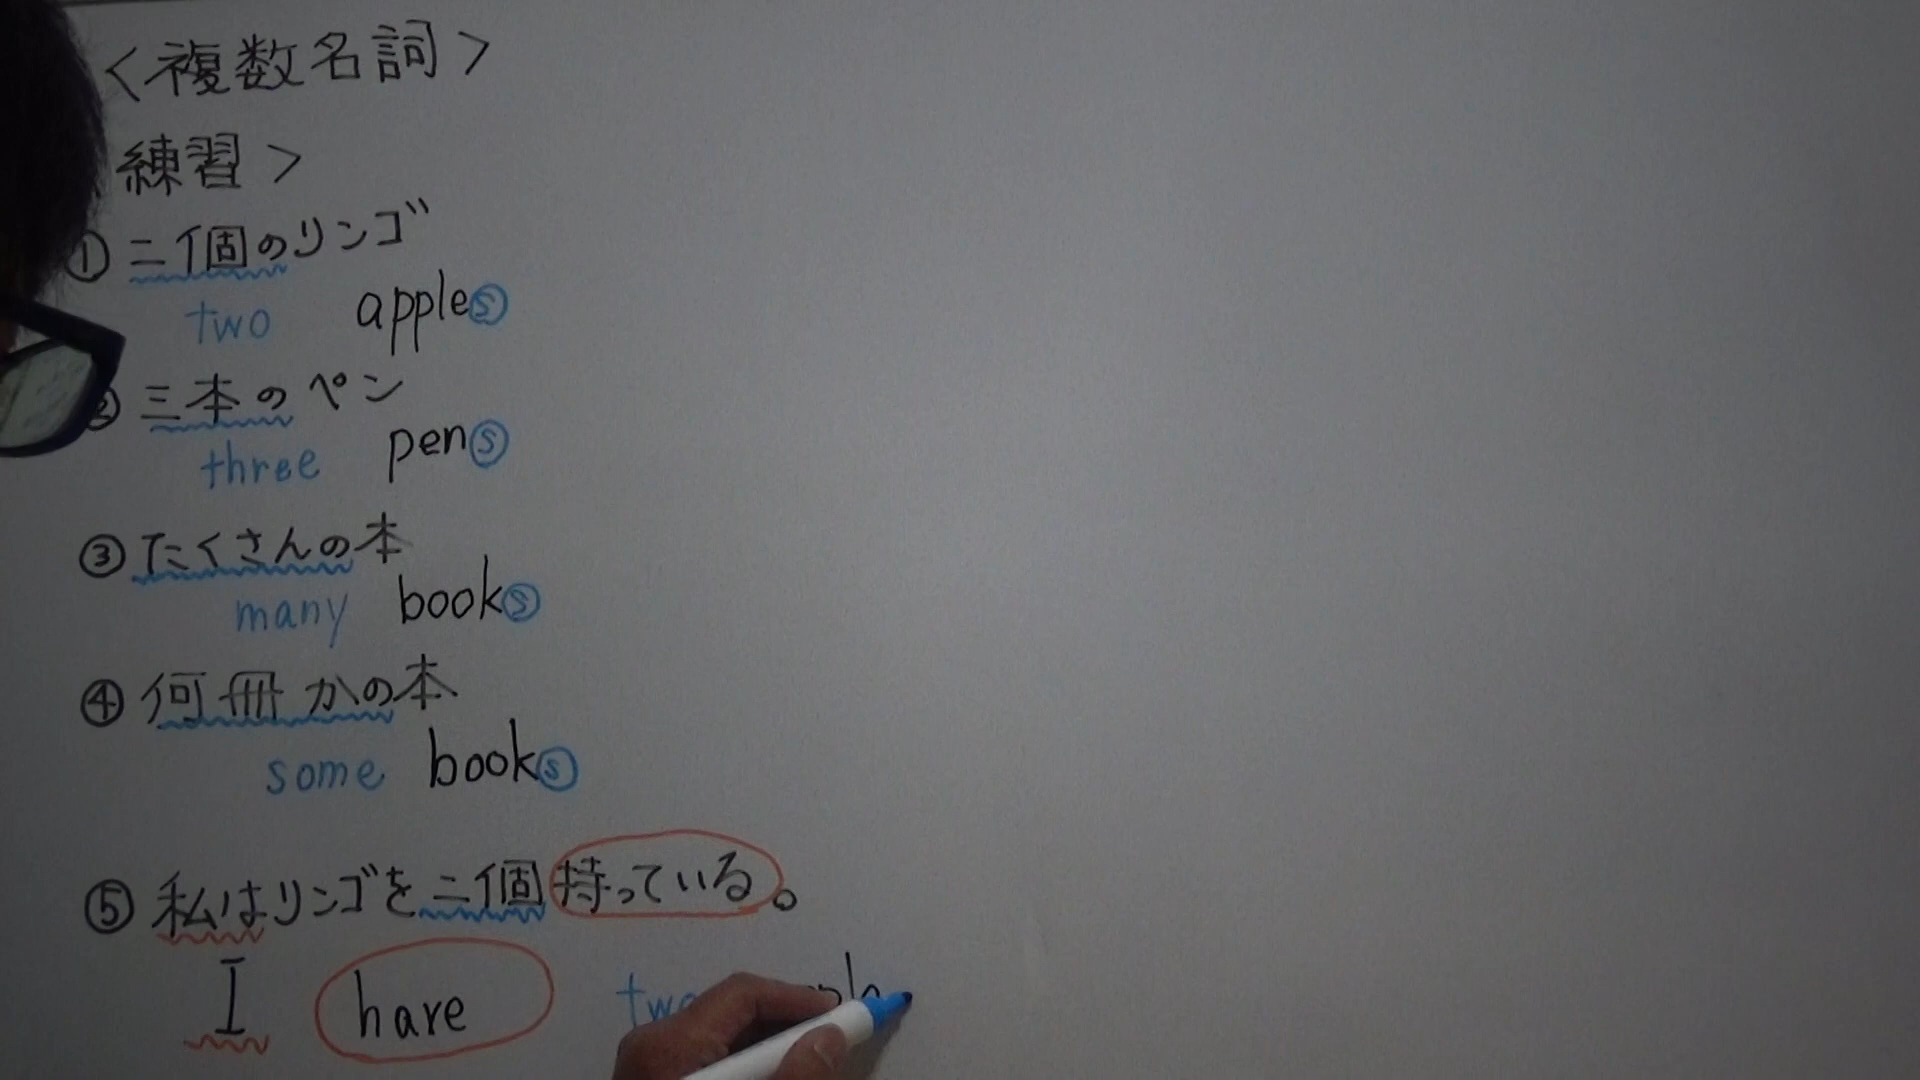 <複数名詞>
練習>
① 二個のリンゴ
two apples
② 三本のペン
three pens
③ たくさんの本
many books
④ 何冊かの本
some books
⑤ 私はリンゴを二個持っている。
I have two